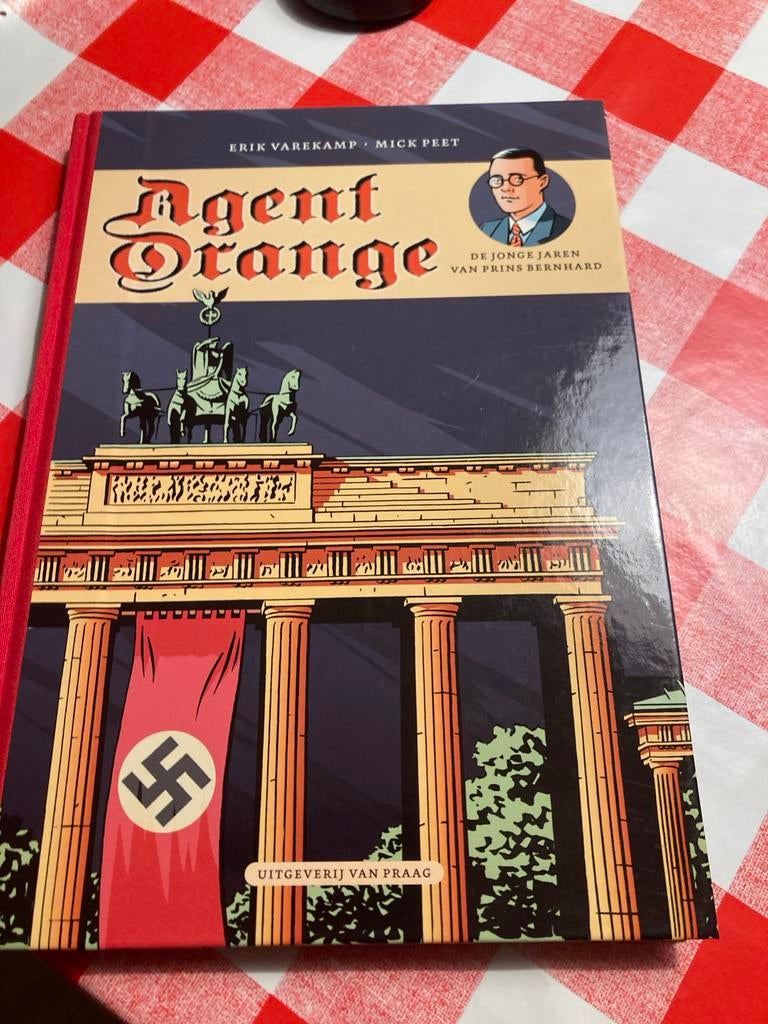 ERIK VAREKAMP · MICK PEET
Agent
Orange
DE JONGE JAREN
VAN PRINS BERNHARD
UITGEVERIJ VAN PRAAG